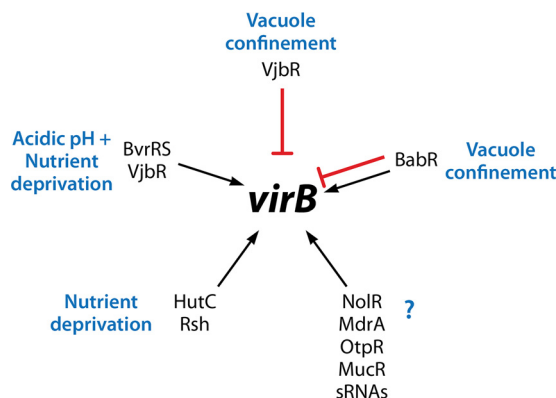 Vacuole
confinement
VjbR
Acidic pH +
Nutrient
deprivation
BvrRS
VjbR
BabR
Vacuole
confinement
virB
Nutrient
deprivation
HutC
Rsh
NolR
MdrA
OtpR
MucR
sRNAs
?